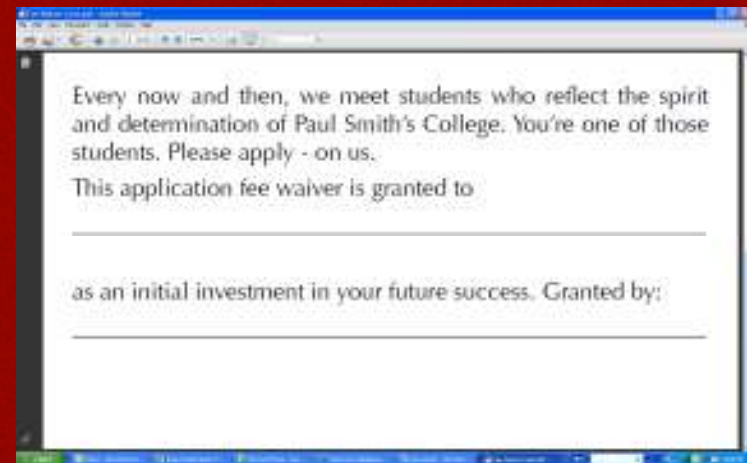 Every now and then, we meet students who reflect the spirit
and determination of Paul Smith's College. You're one of those
students. Please apply - on us.
This application fee waiver is granted to
as an initial investment in your future success. Granted by: